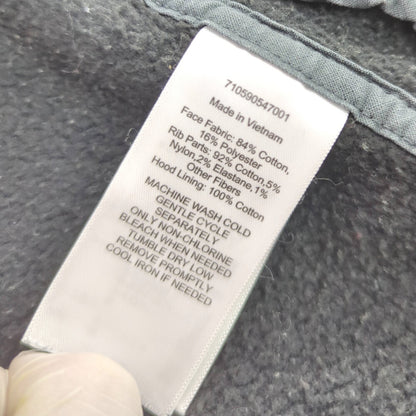 710590547001
Made in Vietnam
Face Fabric: 84% Cotton,
16% Polyester
Rib Parts: 92% Cotton,5%
Nylon,2% Elastane,1%
Other Fibers
Hood Lining: 100% Cotton
MACHINE WASH COLD
GENTLE CYCLE
SEPARATELY
ONLY NON-CHLORINE
BLEACH WHEN NEEDED
TUMBLE DRY LOW
REMOVE PROMPTLY
COOL IRON IF NEEDED